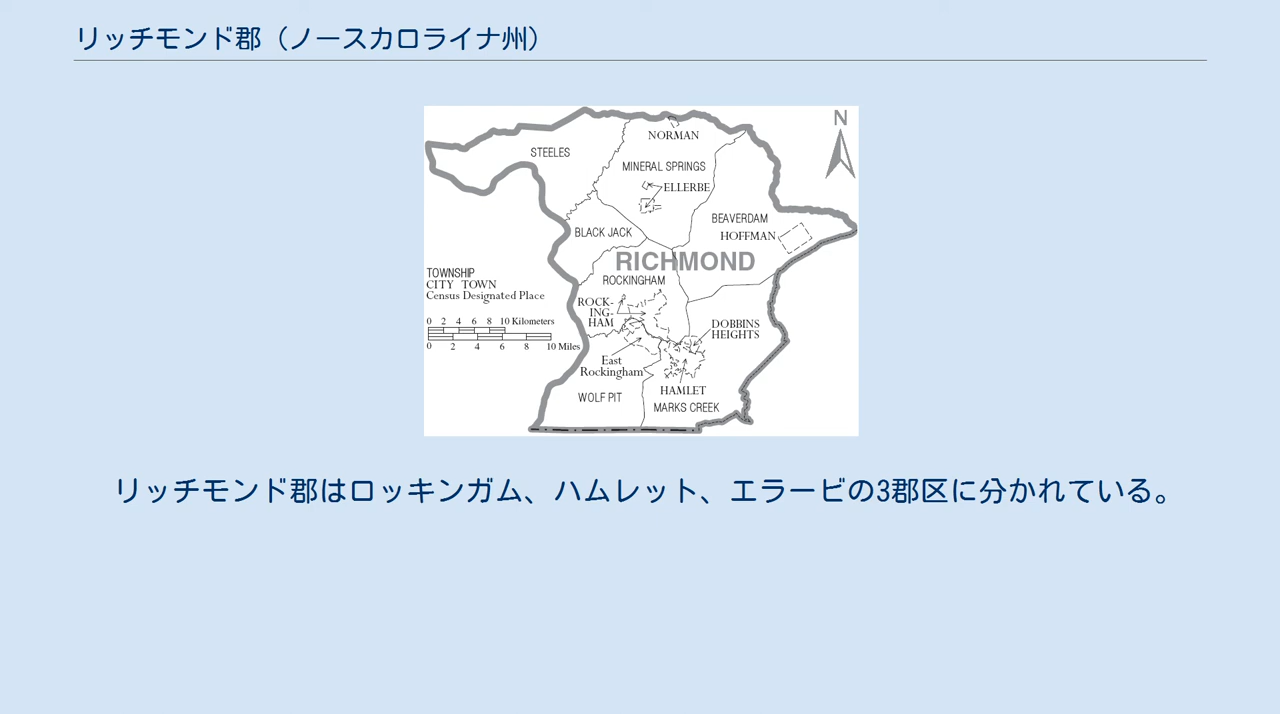 リッチモンド郡（ノースカロライナ州）
N
NORMAN
STEELES
MINERAL SPRINGS
ELLERBE
BEAVERDAM
BLACK JACK
HOFFMAN
RICHMOND
TOWNSHIP
CITY TOWN
Census Designated Place
ROCKINGHAM
ROCK-
ING-
HAM
0 2 4 6 8 10 Kilometers
0 2 4 6 8 10 Miles
DOBBINS
HEIGHTS
East
Rockingham
HAMLET
WOLF PIT
MARKS CREEK
リッチモンド郡はロッキンガム、ハムレット、エラービの3郡区に分かれている。